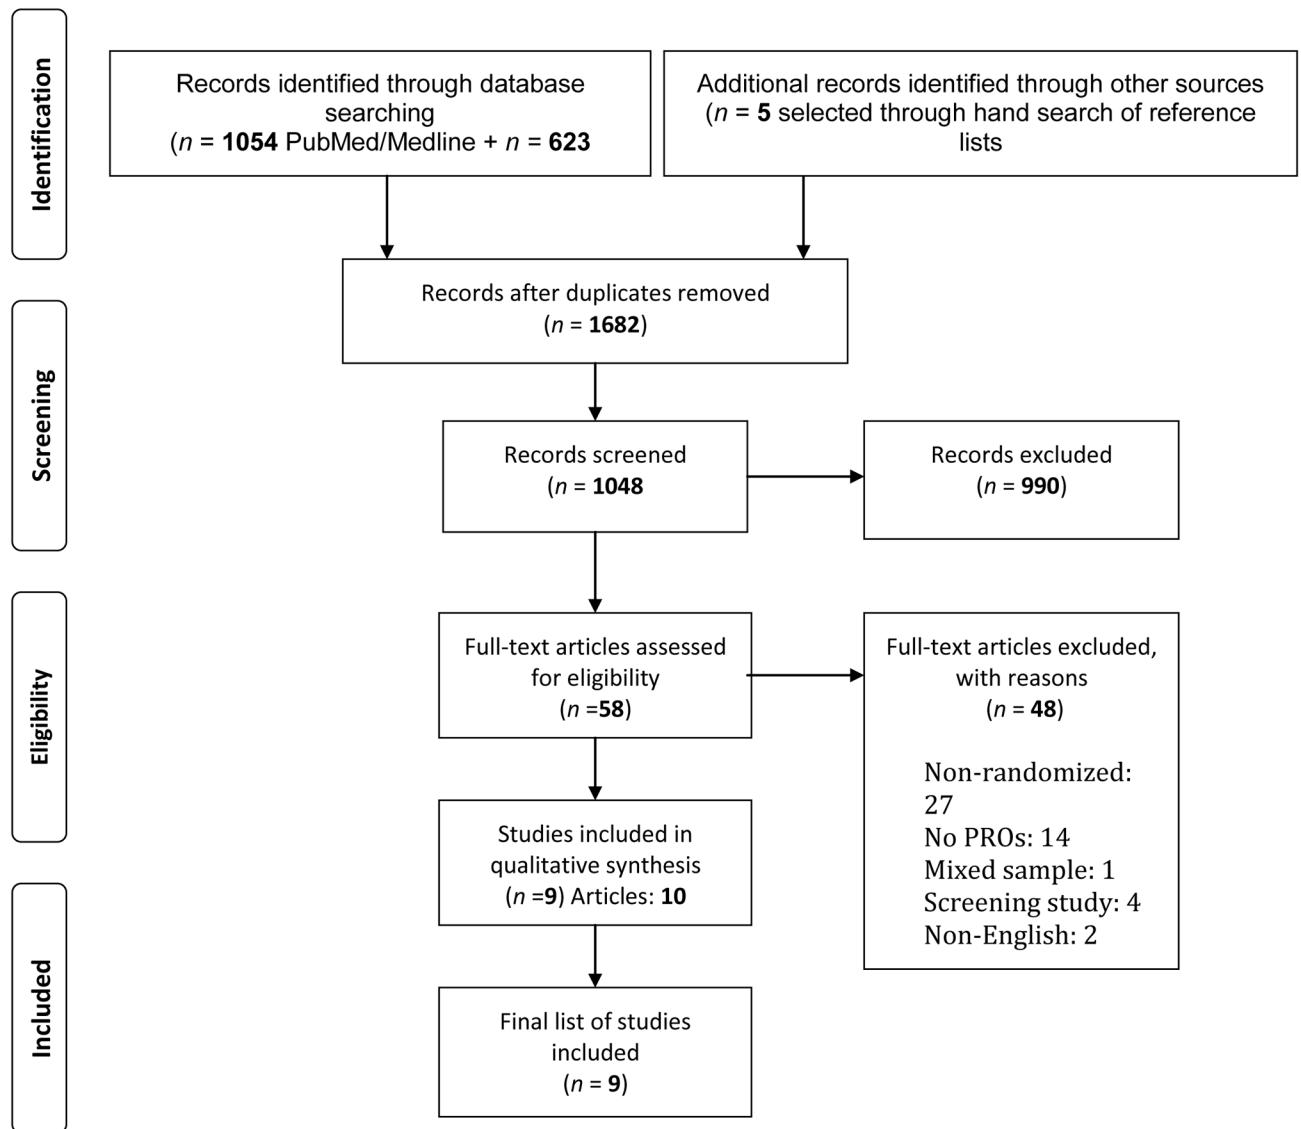 Identification
Records identified through database
searching
(n = 1054 PubMed/Medline + n = 623
Additional records identified through other sources
(n = 5 selected through hand search of reference
lists
Records after duplicates removed
(n = 1682)
Screening
Records screened
(n = 1048
Records excluded
(n = 990)
Eligibility
Full-text articles assessed
for eligibility
(n =58)
Full-text articles excluded,
with reasons
(n = 48)
Non-randomized:
27
No PROs: 14
Mixed sample: 1
Screening study: 4
Non-English: 2
Studies included in
qualitative synthesis
(n =9) Articles: 10
Included
Final list of studies
included
(n = 9)